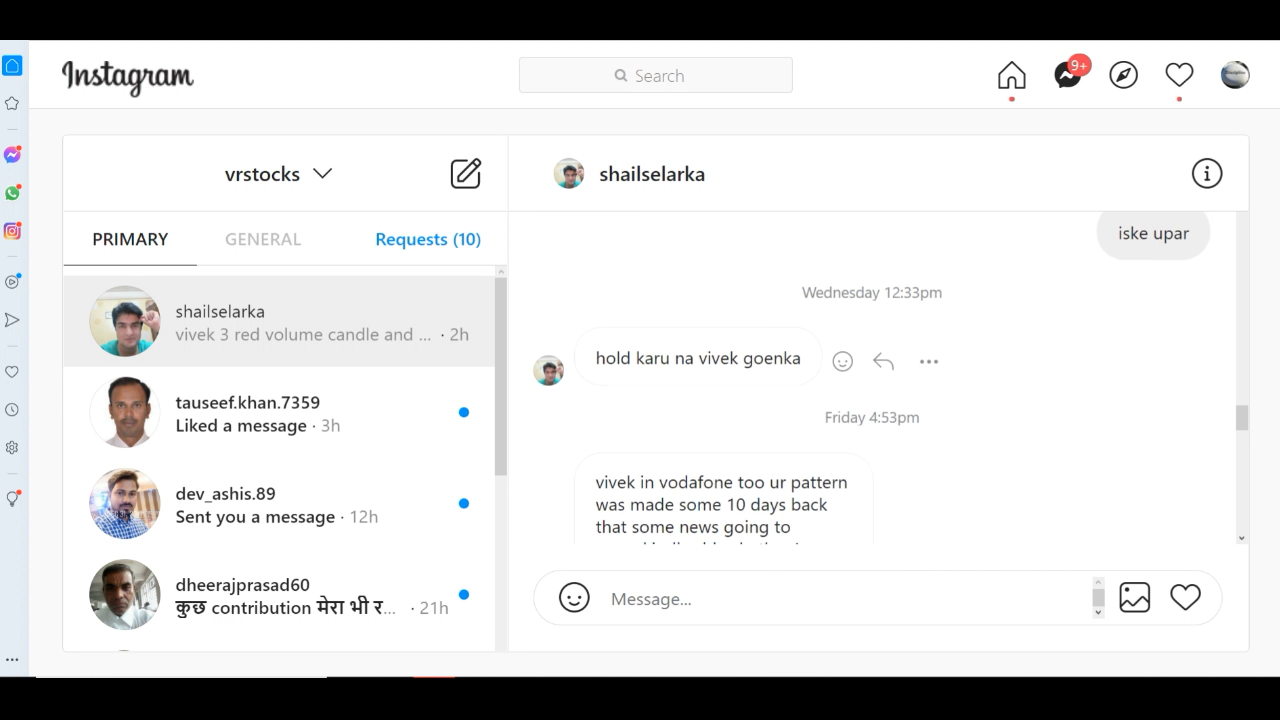 Instagram
Search
9+
vrstocks
PRIMARY
GENERAL
Requests (10)
shailselarka
vivek 3 red volume candle and ... · 2h
tauseef.khan.7359
Liked a message · 3h
dev_ashis.89
Sent you a message · 12h
dheerajprasad60
कुछ contribution मेरा भी र... · 21h
shailselarka
iske upar
Wednesday 12:33pm
hold karu na vivek goenka
Friday 4:53pm
vivek in vodafone too ur pattern
was made some 10 days back
that some news going to
Message...